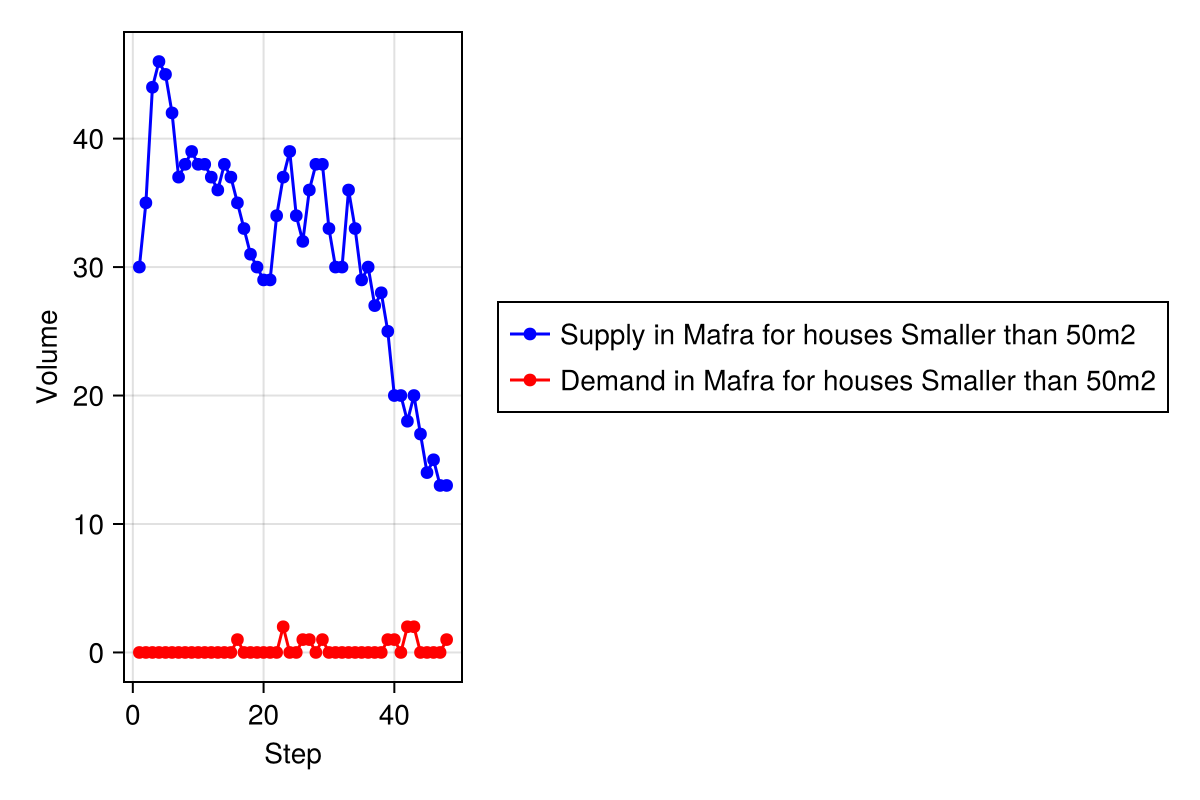 40
30
20
10
0
Volume
0 20 40
Step
Supply in Mafra for houses Smaller than 50m2
Demand in Mafra for houses Smaller than 50m2